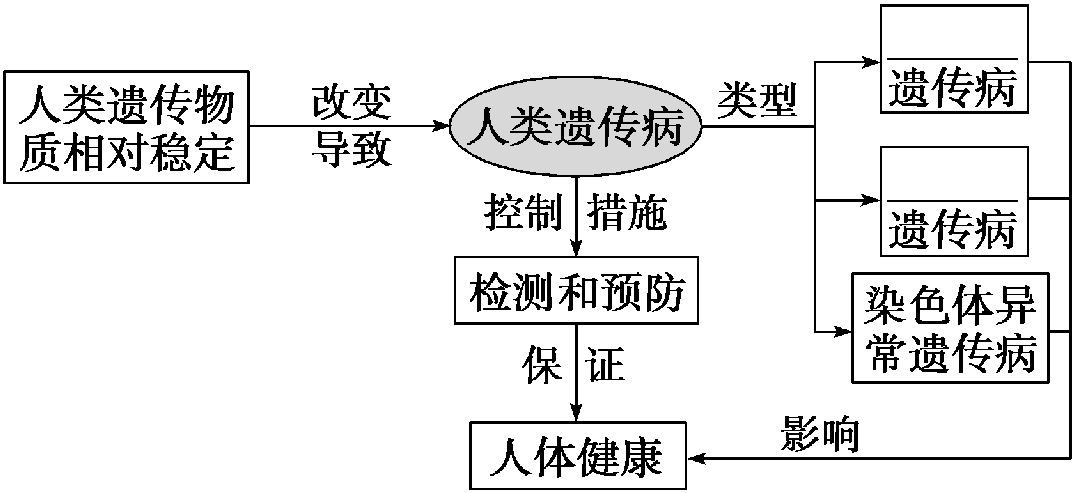 人类遗传物
质相对稳定
改变
导致
人类遗传病
类型
遗传病
遗传病
染色体异
常遗传病
控制 措施
检测和预防
保 证
人体健康
影响